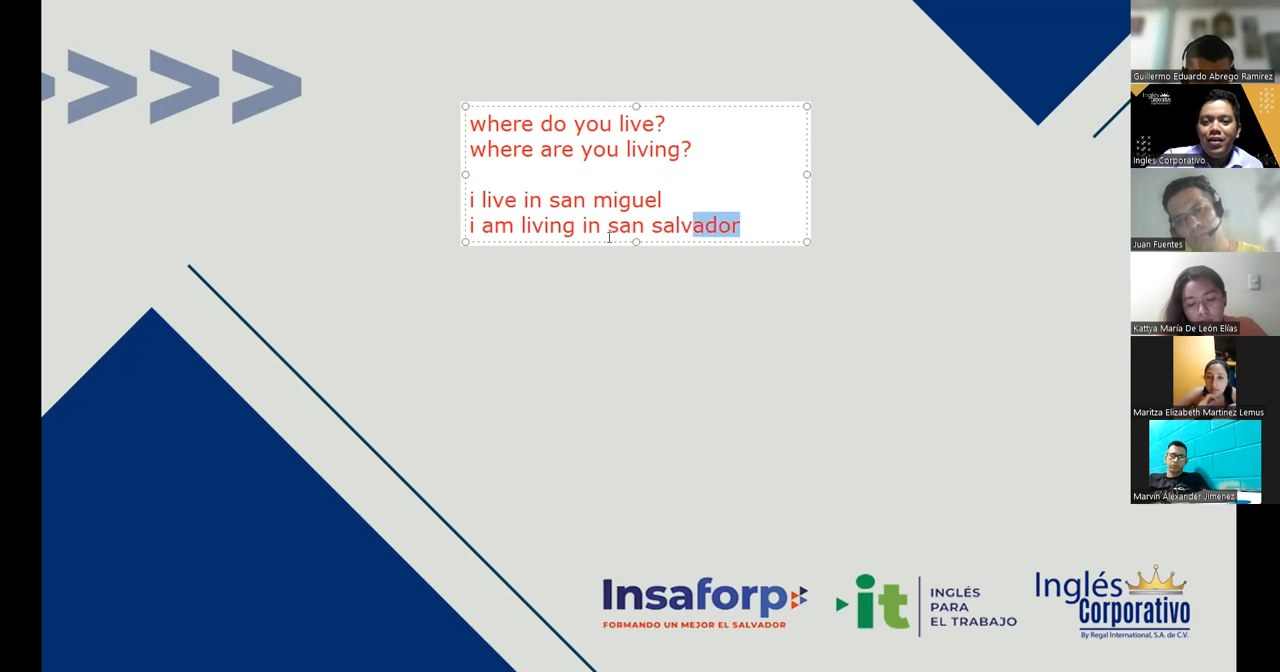 where do you live?
where are you living?
i live in san miguel
i am living in san salvador
Guillermo Eduardo Abrego Ramirez
Inglés Corporativo
Ingles Corporativo
Juan Fuentes
Kattya María De León Elías
Maritza Elizabeth Martinez Lemus
Marvin Alexander Jimenez
Insaforp
FORMANDO UN MEJOR EL SALVADOR
it
INGLÉS
PARA
EL TRABAJO
Inglés
Corporativo
By Regal International, S.A. de C.V.